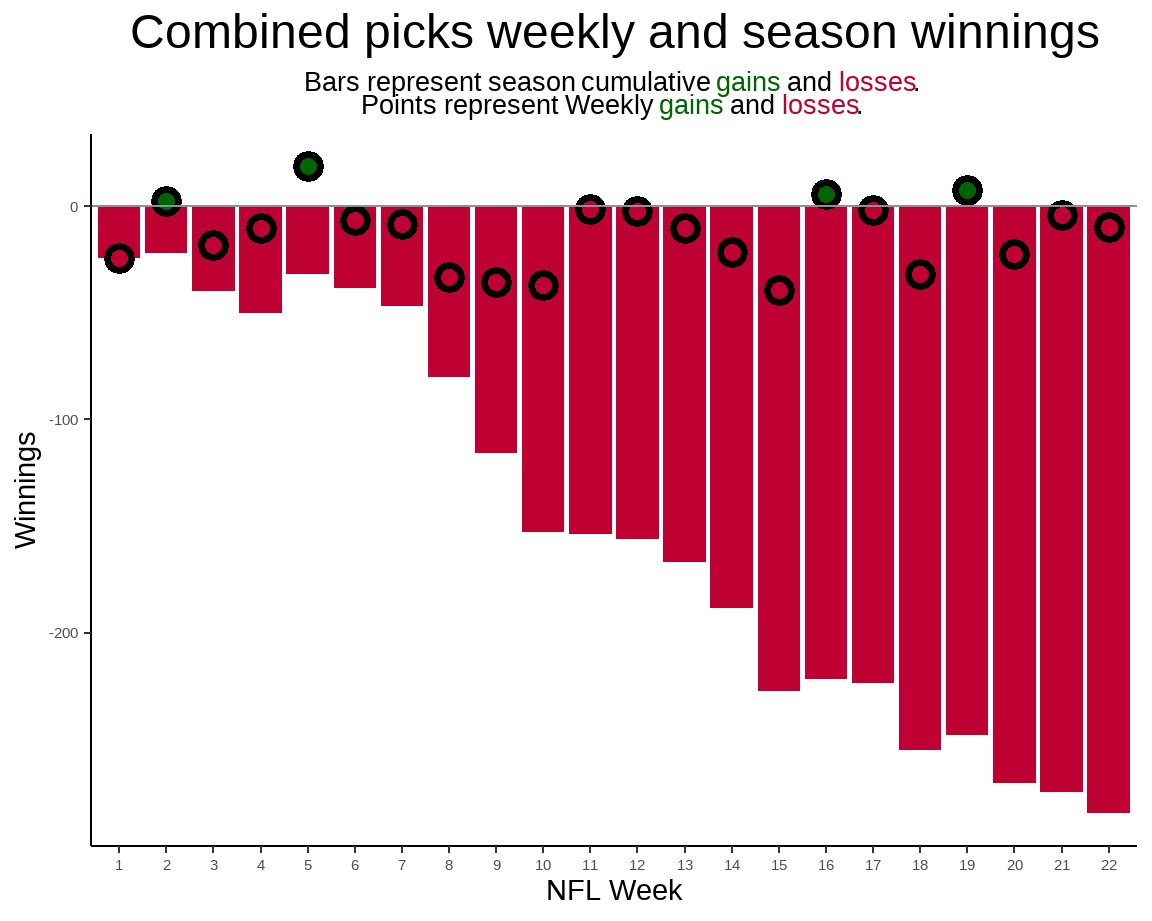 Combined picks weekly and season winnings
Bars represent season cumulative gains and losses.
Points represent Weekly gains and losses.
Winnings
0
-100
-200
1 2 3 4 5 6 7 8 9 10 11 12 13 14 15 16 17 18 19 20 21 22
NFL Week